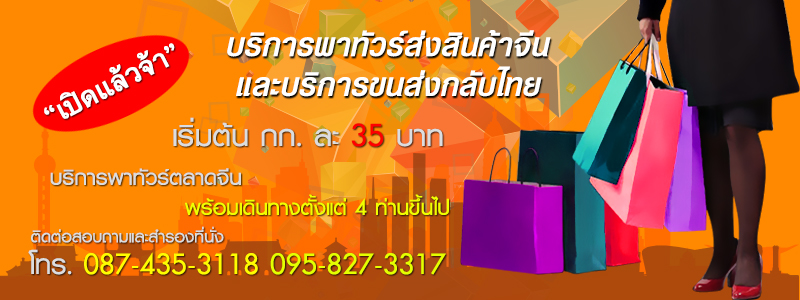 “เปิดแล้วจ้า”
บริการพาทัวร์ส่งสินค้าจีน
และบริการขนส่งกลับไทย
เริ่มต้น กก. ละ 35 บาท
บริการพาทัวร์ตลาดจีน
พร้อมเดินทางตั้งแต่ 4 ท่านขึ้นไป
ติดต่อสอบถามและสำรองที่นั่ง
โทร. 087-435-3118 095-827-3317